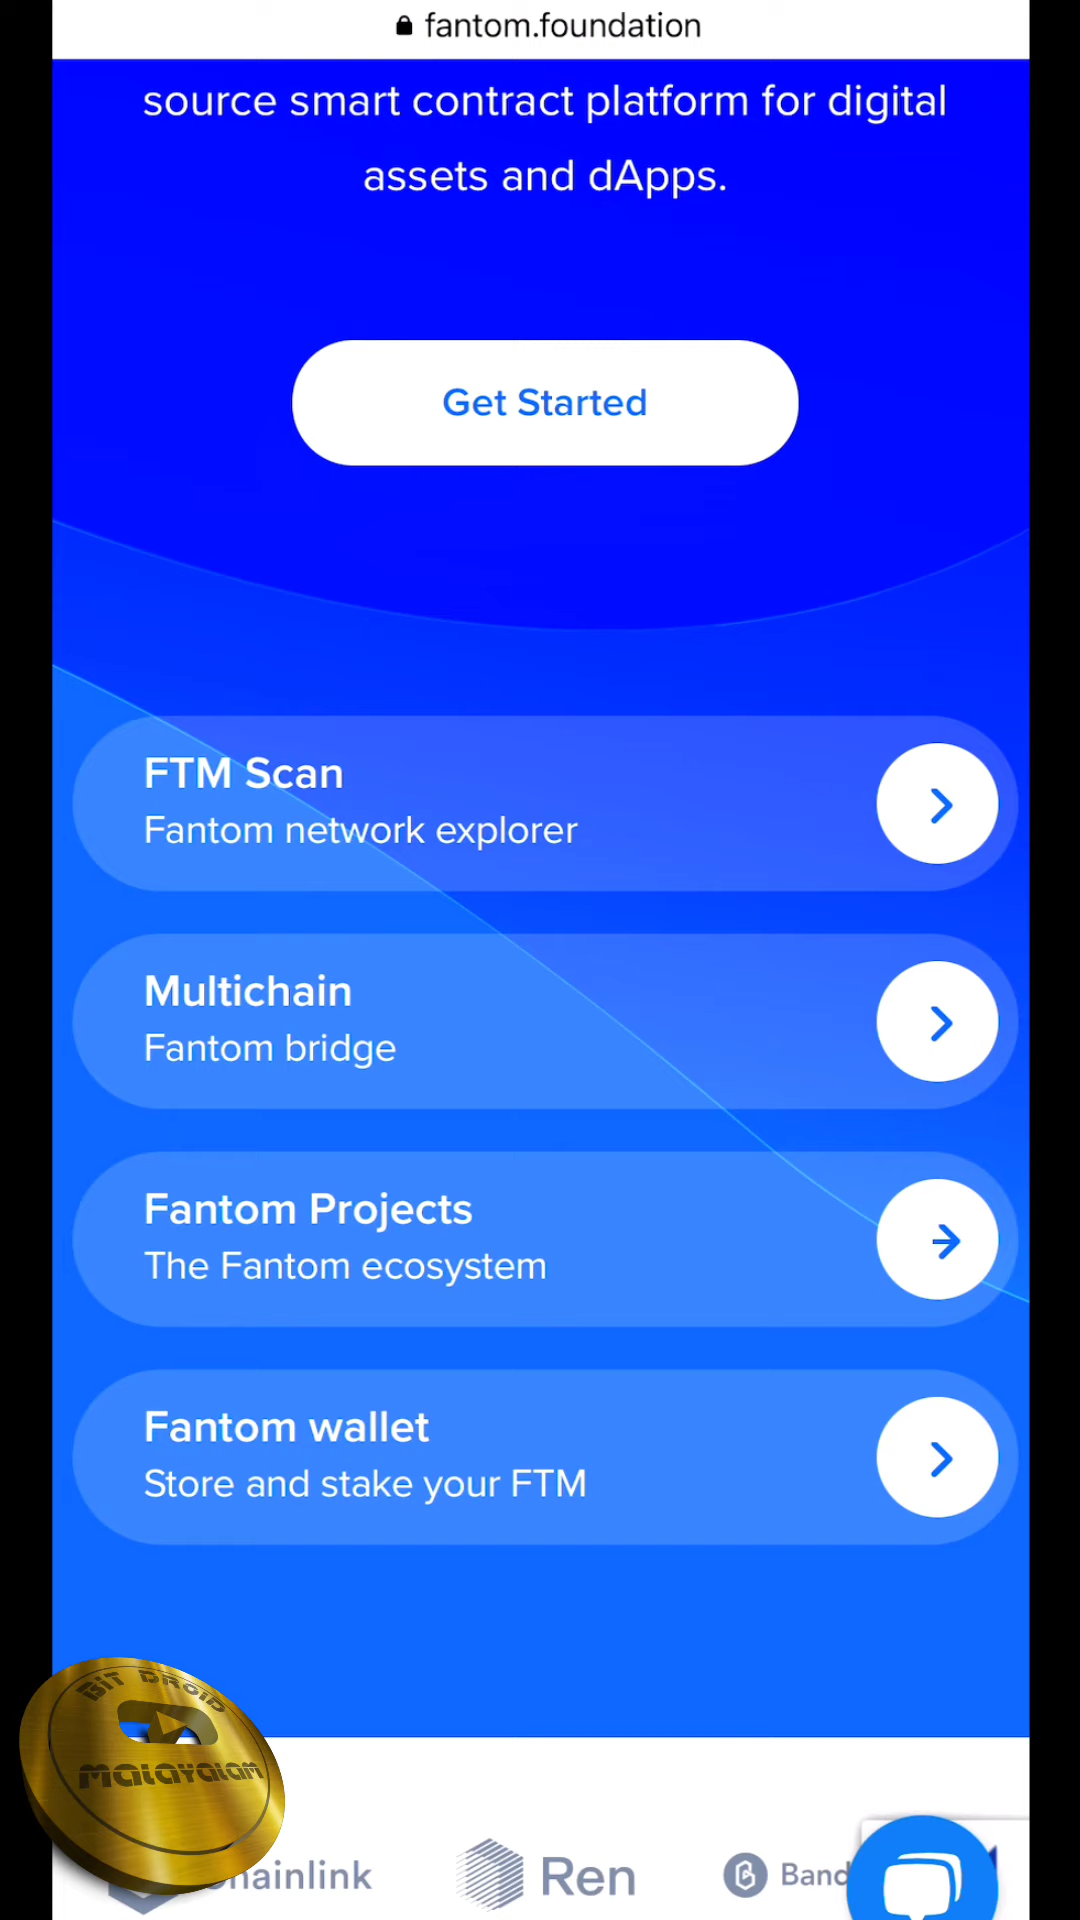 fantom.foundation
source smart contract platform for digital
assets and dApps.
Get Started
FTM Scan
Fantom network explorer
Multichain
Fantom bridge
Fantom Projects
The Fantom ecosystem
Fantom wallet
Store and stake your FTM
BIT DROID
MALAYALAM
hainlink
Ren
Band